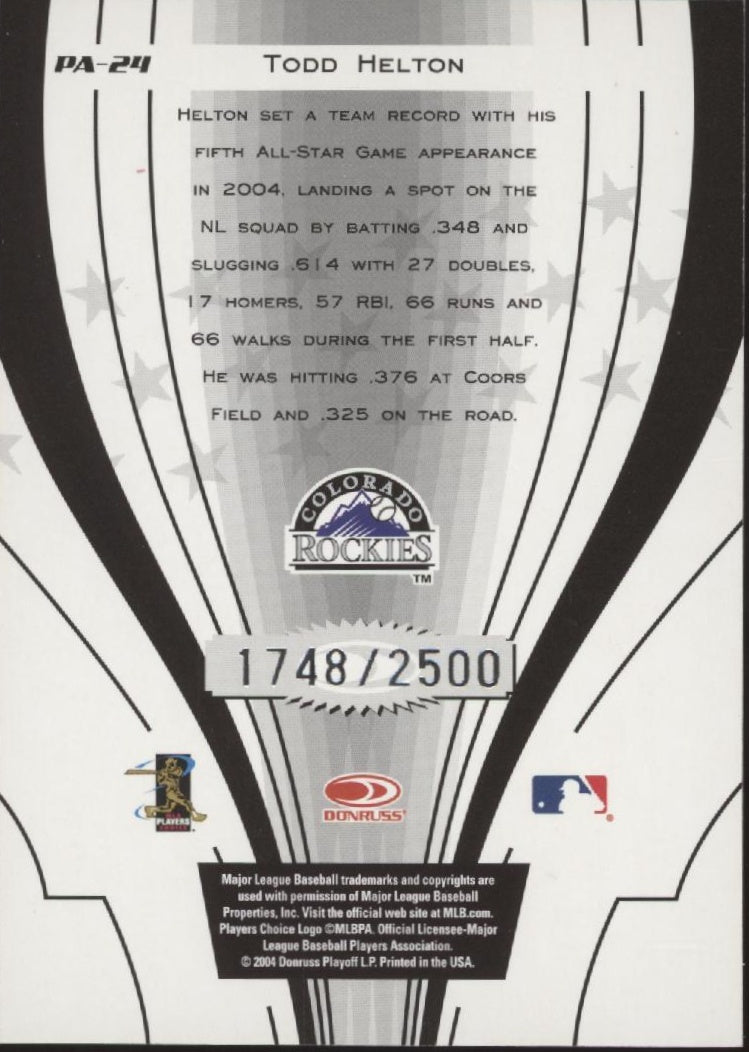 PA-24
TODD HELTON
HELTON SET A TEAM RECORD WITH HIS
FIFTH ALL-STAR GAME APPEARANCE
IN 2004, LANDING A SPOT ON THE
NL SQUAD BY BATTING .348 AND
SLUGGING .614 WITH 27 DOUBLES,
17 HOMERS, 57 RBI, 66 RUNS AND
66 WALKS DURING THE FIRST HALF.
HE WAS HITTING .376 AT COORS
FIELD AND .325 ON THE ROAD.
COLORADO
ROCKIES
TM
1748/2500
PLAYERS
CHOICE
DONRUSS
Major League Baseball trademarks and copyrights are
used with permission of Major League Baseball
Properties, Inc. Visit the official web site at MLB.com.
Players Choice Logo ©MLBPA. Official Licensee-Major
League Baseball Players Association.
© 2004 Donruss Playoff L.P. Printed in the USA.